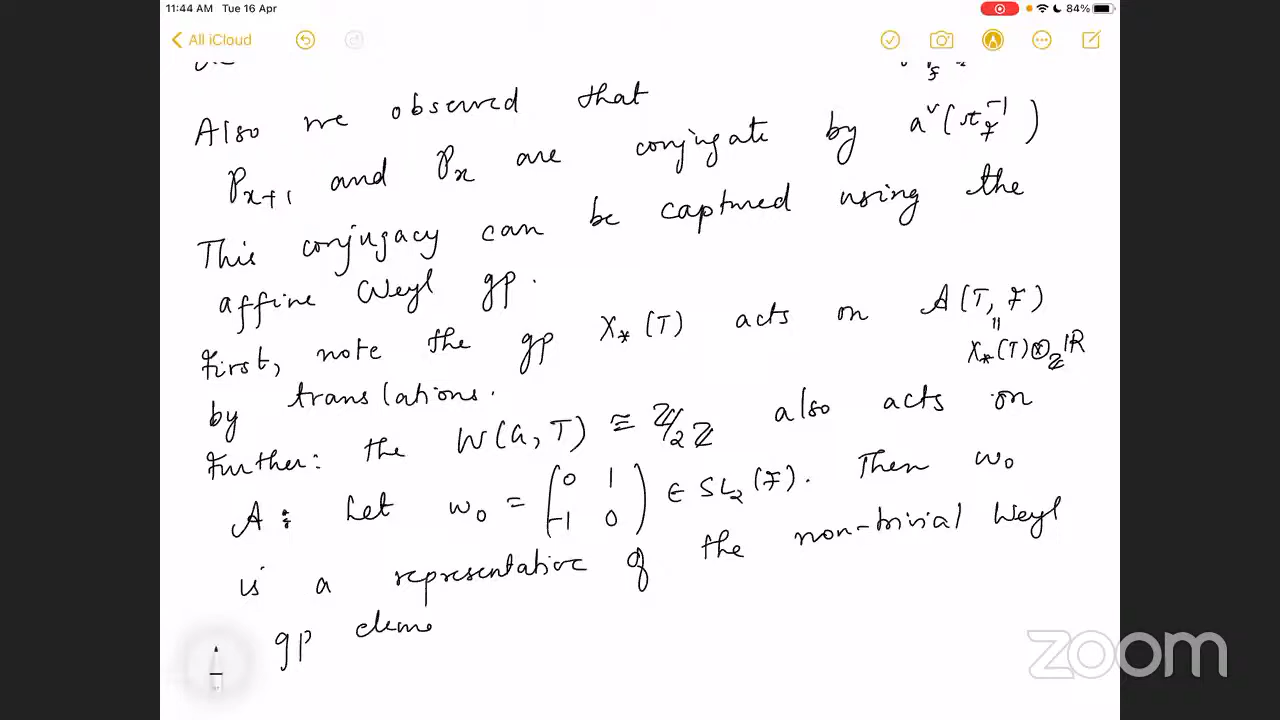 11:44 AM Tue 16 Apr
84%
All iCloud
Also we observed that
P_{x+1} and P_x are conjugate by a^∨(π_F^{-1})
This conjugacy can be captured using the
affine Weyl gp.
First, note the gp X_*(T) acts on A(T, F)
‖
X_*(T)⊗_ℤ ℝ
by translations.
Further: the W(G, T) ≅ ℤ/2ℤ also acts on
A: Let w_0 = (0 1
-1 0) ∈ SL_2(F). Then w_0
is a representative of the non-trivial Weyl
gp eleme
zoom